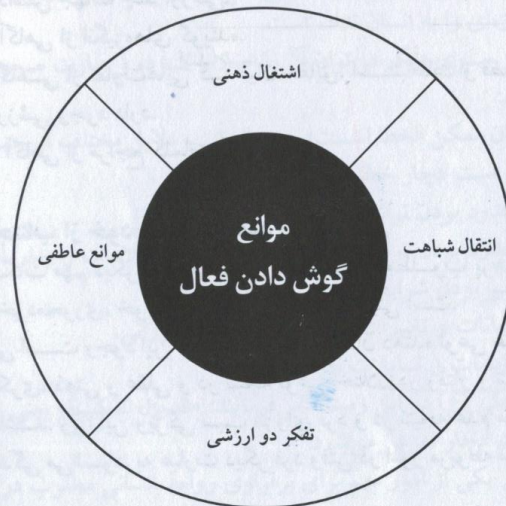 اشتغال ذهنی
موانع
گوش دادن فعال
انتقال شباهت
موانع عاطفی
تفکر دو ارزشی